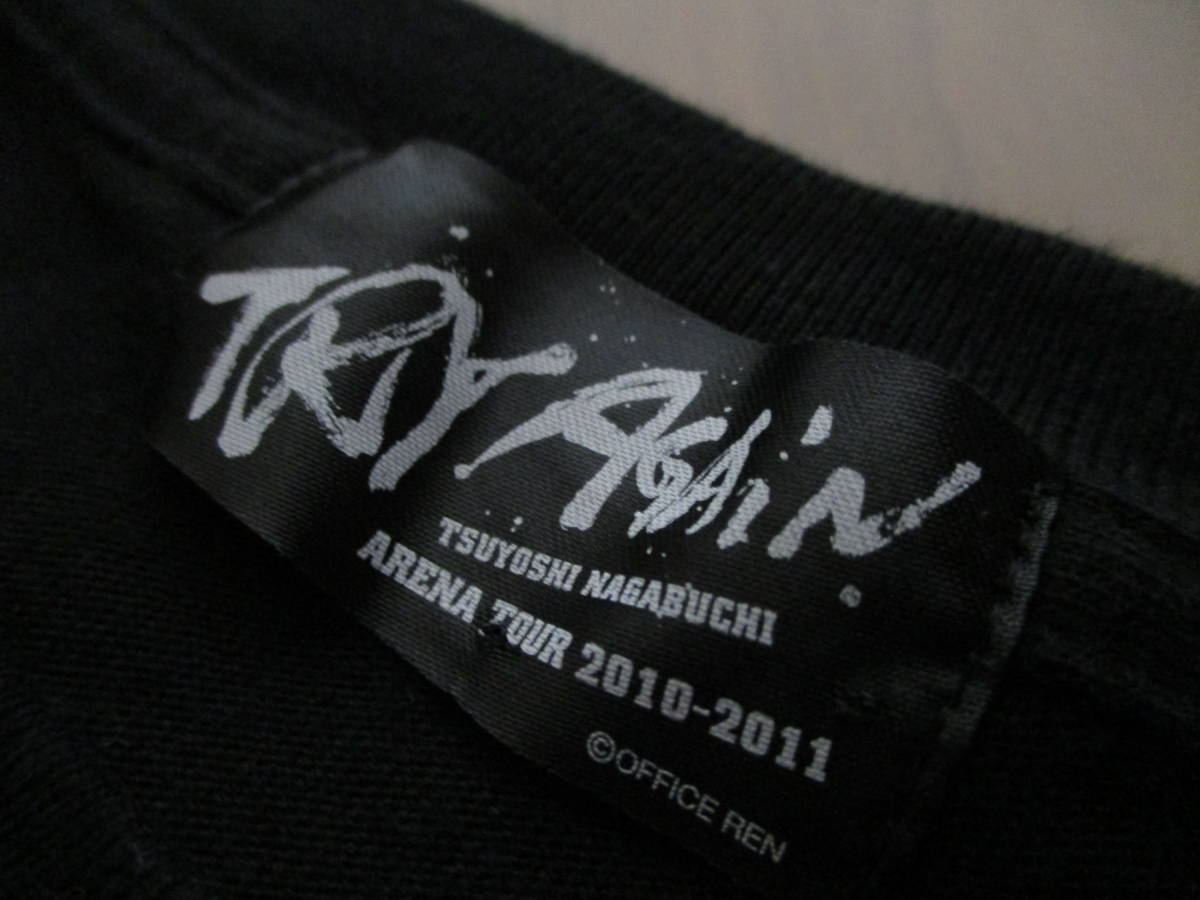 TRY AGAiN
TSUYOSHI NAGABUCHI
ARENA TOUR 2010-2011
©OFFICE REN